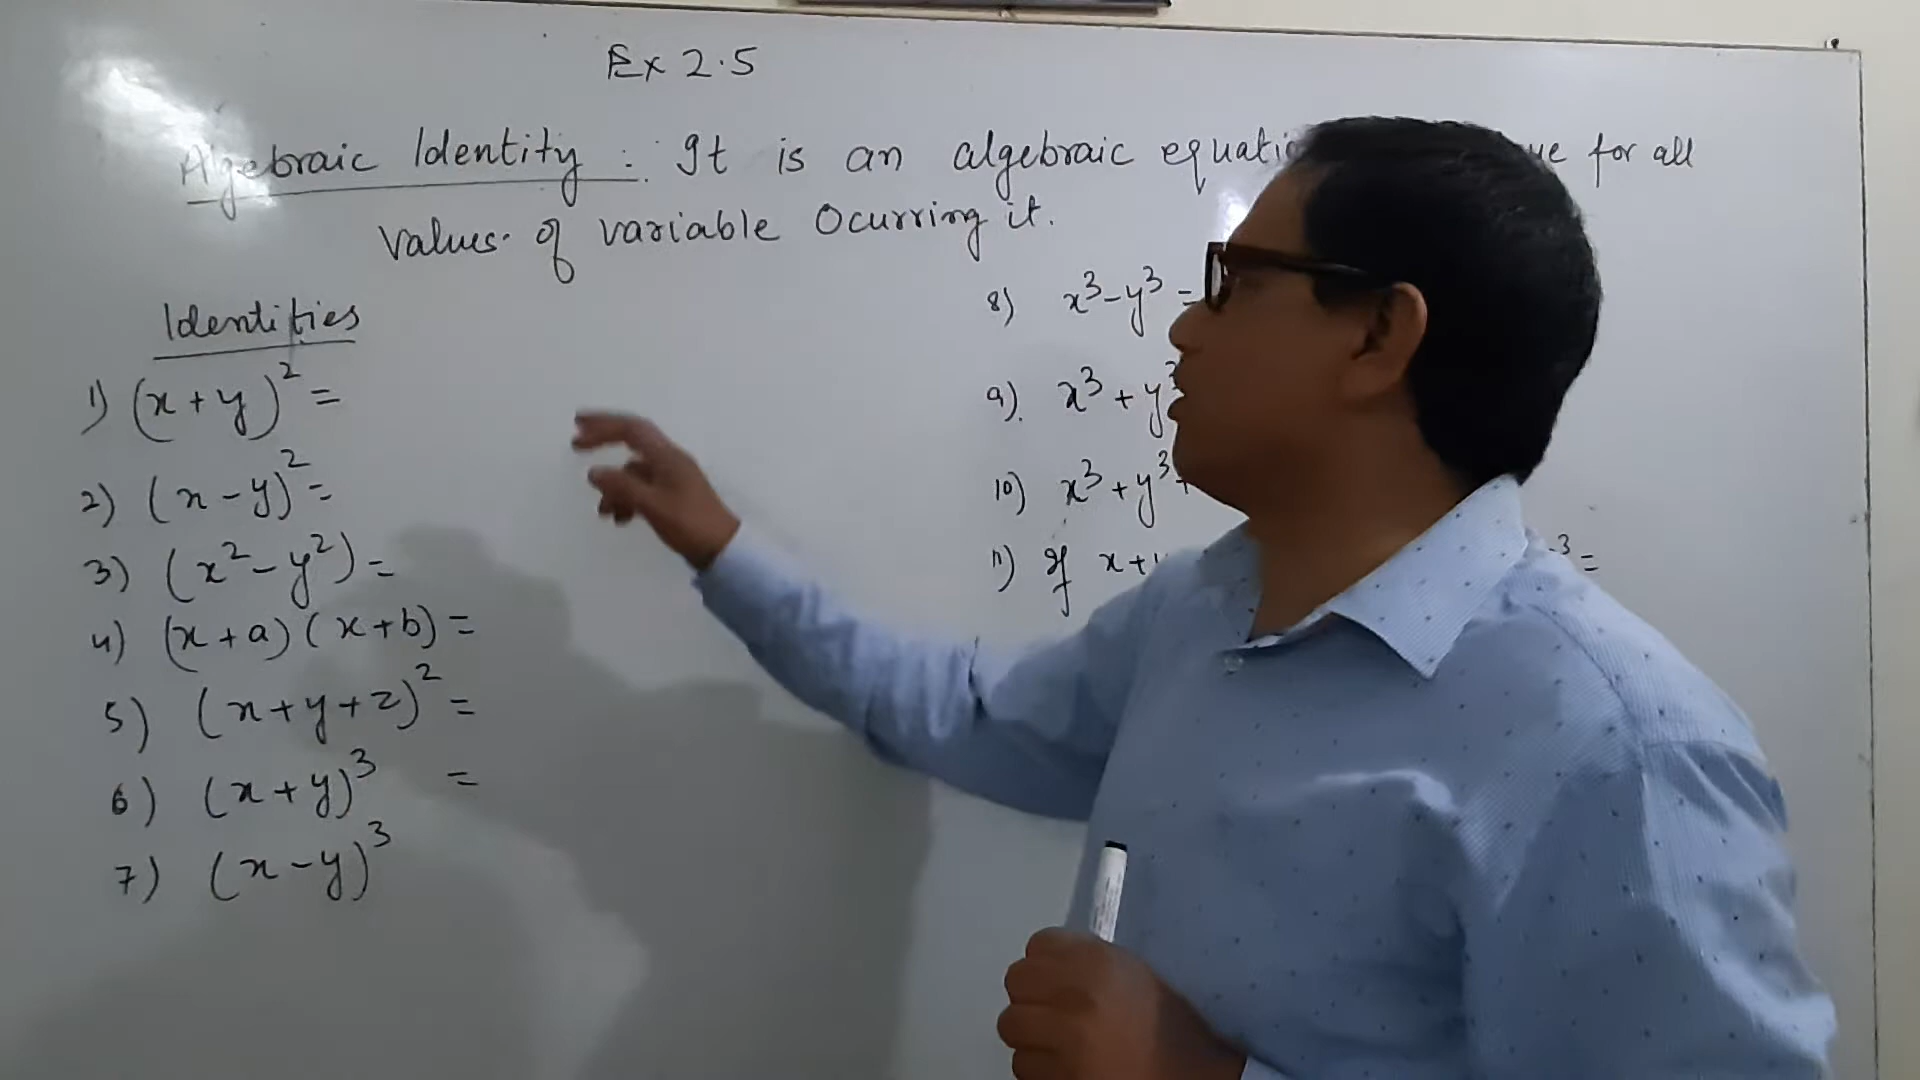 Ex 2.5
Algebraic Identity : It is an algebraic for all
values of variable Ocurring it.
Identities
1) (x+y)² =
2) (x-y)² =
3) (x²-y²) =
4) (x+a)(x+b) =
5) (x+y+z)² =
6) (x+y)³ =
7) (x-y)³
8) x³-y³ =
9) x³+y
10) x³+y³+
11) If x+ ³ =